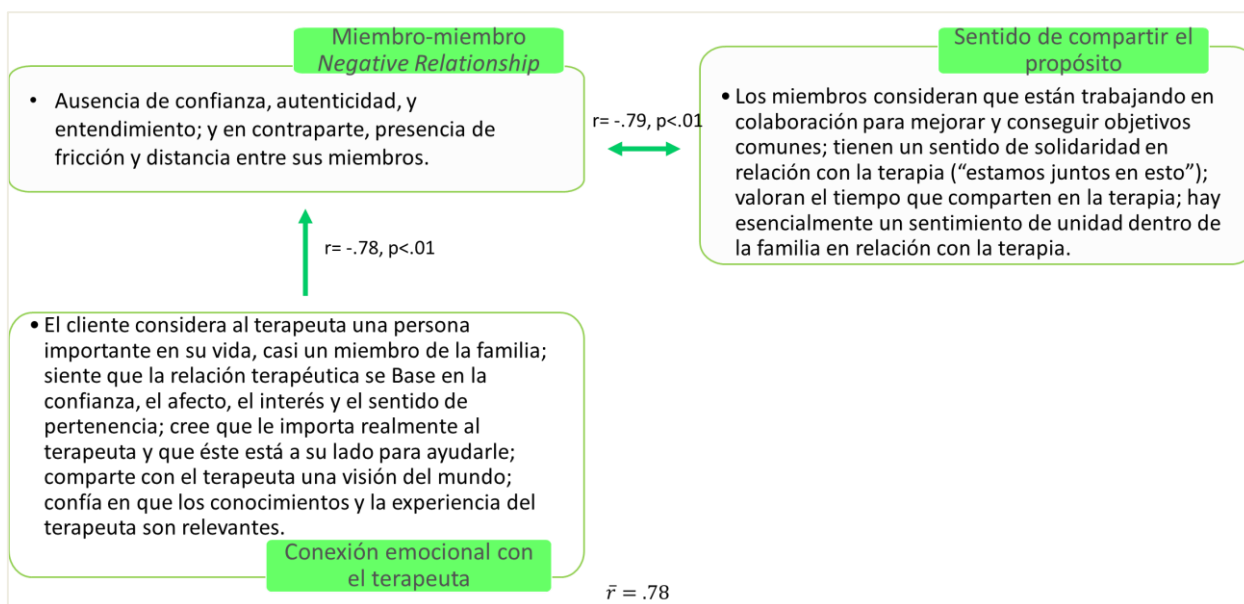 Miembro-miembro
Negative Relationship
• Ausencia de confianza, autenticidad, y
entendimiento; y en contraparte, presencia de
fricción y distancia entre sus miembros.
r= -.79, p<.01
Sentido de compartir el
propósito
• Los miembros consideran que están trabajando en
colaboración para mejorar y conseguir objetivos
comunes; tienen un sentido de solidaridad en
relación con la terapia (“estamos juntos en esto”);
valoran el tiempo que comparten en la terapia; hay
esencialmente un sentimiento de unidad dentro de
la familia en relación con la terapia.
r= -.78, p<.01
• El cliente considera al terapeuta una persona
importante en su vida, casi un miembro de la familia;
siente que la relación terapéutica se Base en la
confianza, el afecto, el interés y el sentido de
pertenencia; cree que le importa realmente al
terapeuta y que éste está a su lado para ayudarle;
comparte con el terapeuta una visión del mundo;
confía en que los conocimientos y la experiencia del
terapeuta son relevantes.
Conexión emocional con
el terapeuta
r̄ = .78